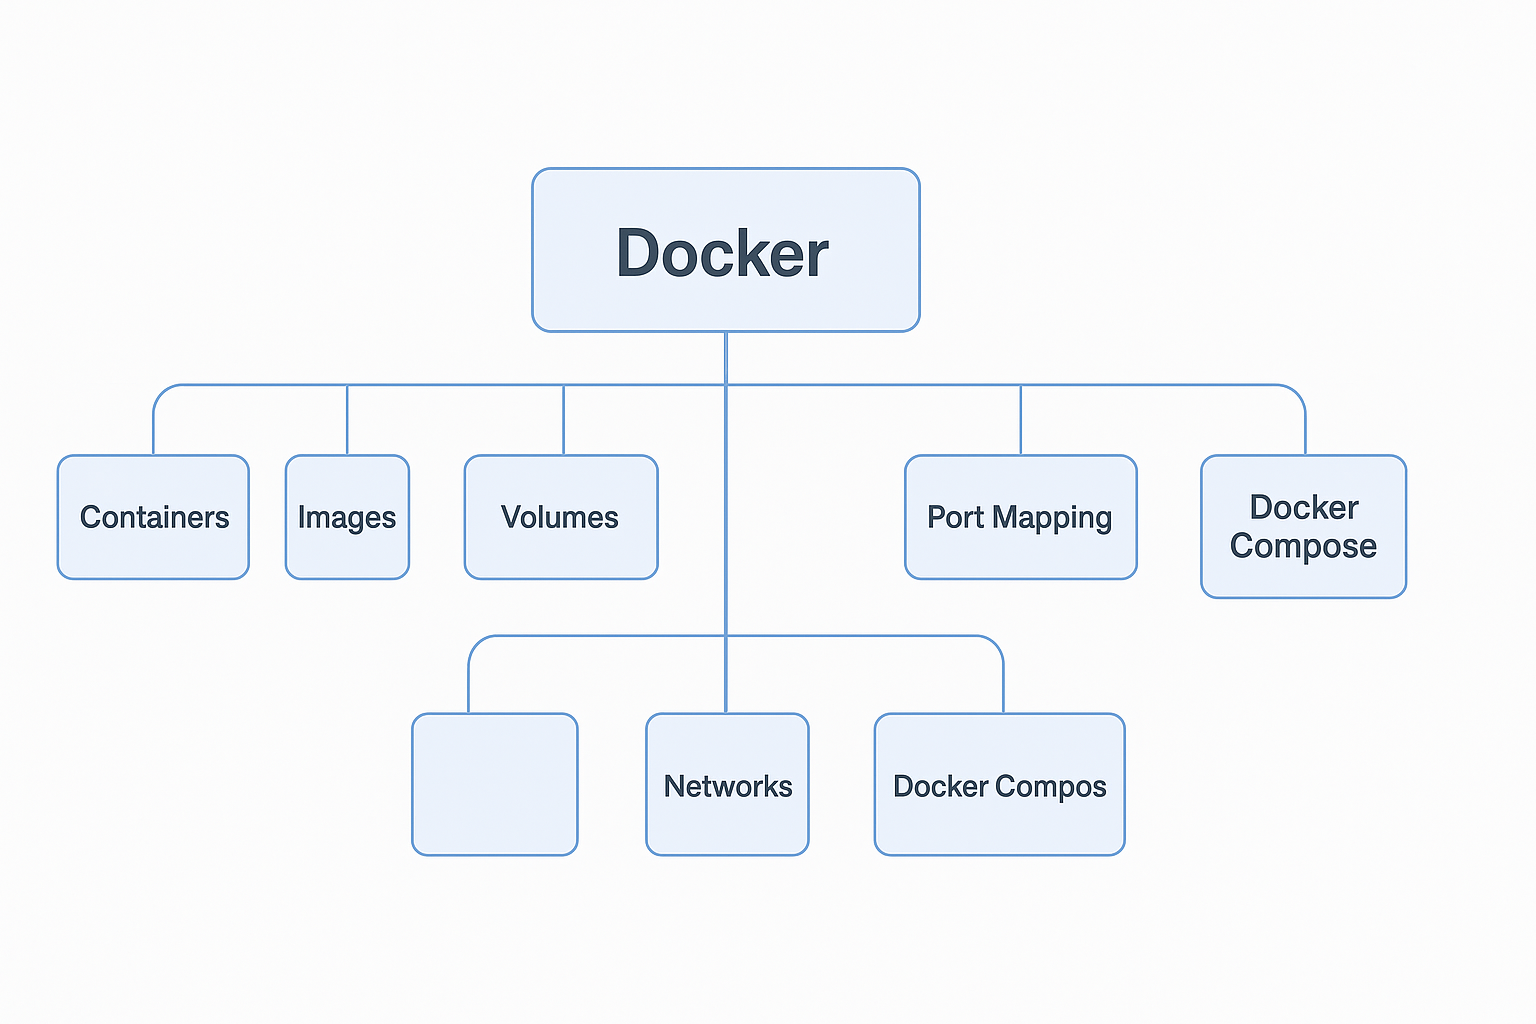 Docker
Containers
Images
Volumes
Port Mapping
Docker
Compose
Networks
Docker Compos